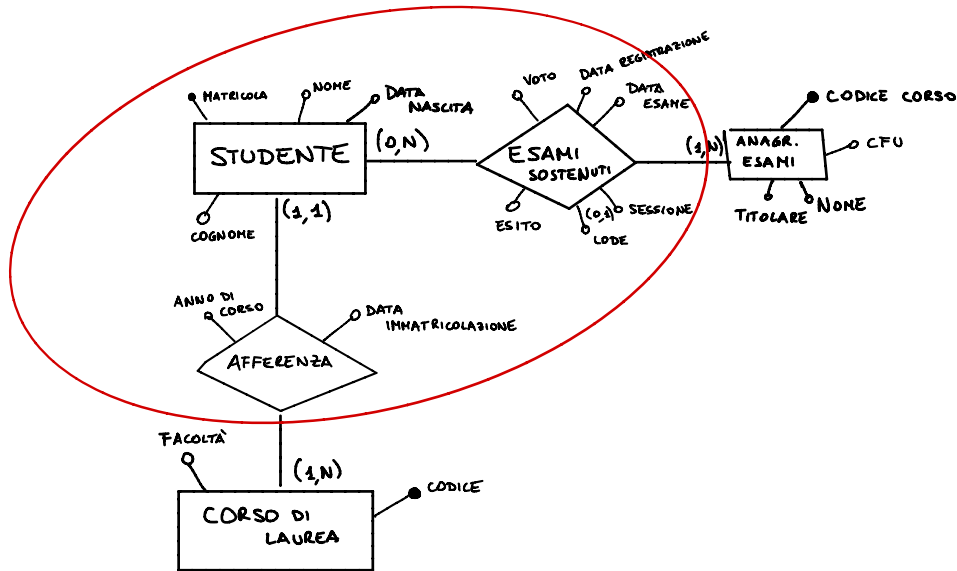 MATRICOLA
NOME
DATA
NASCITA
STUDENTE
(0,N)
COGNOME
(1,1)
VOTO
DATA REGISTRAZIONE
DATA
ESAME
ESAMI
SOSTENUTI
ESITO
(0,1)
LODE
SESSIONE
(1,N)
ANAGR.
ESAMI
CODICE CORSO
CFU
TITOLARE
NOME
ANNO DI
CORSO
DATA
IMMATRICOLAZIONE
AFFERENZA
FACOLTÀ
(1,N)
CODICE
CORSO DI
LAUREA